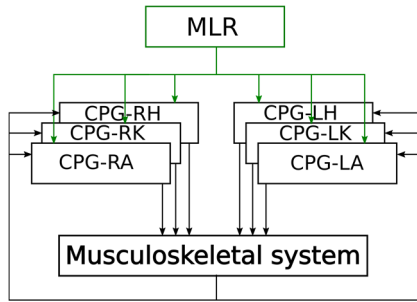 MLR
CPG-RH
CPG-LH
CPG-RK
CPG-LK
CPG-RA
CPG-LA
Musculoskeletal system